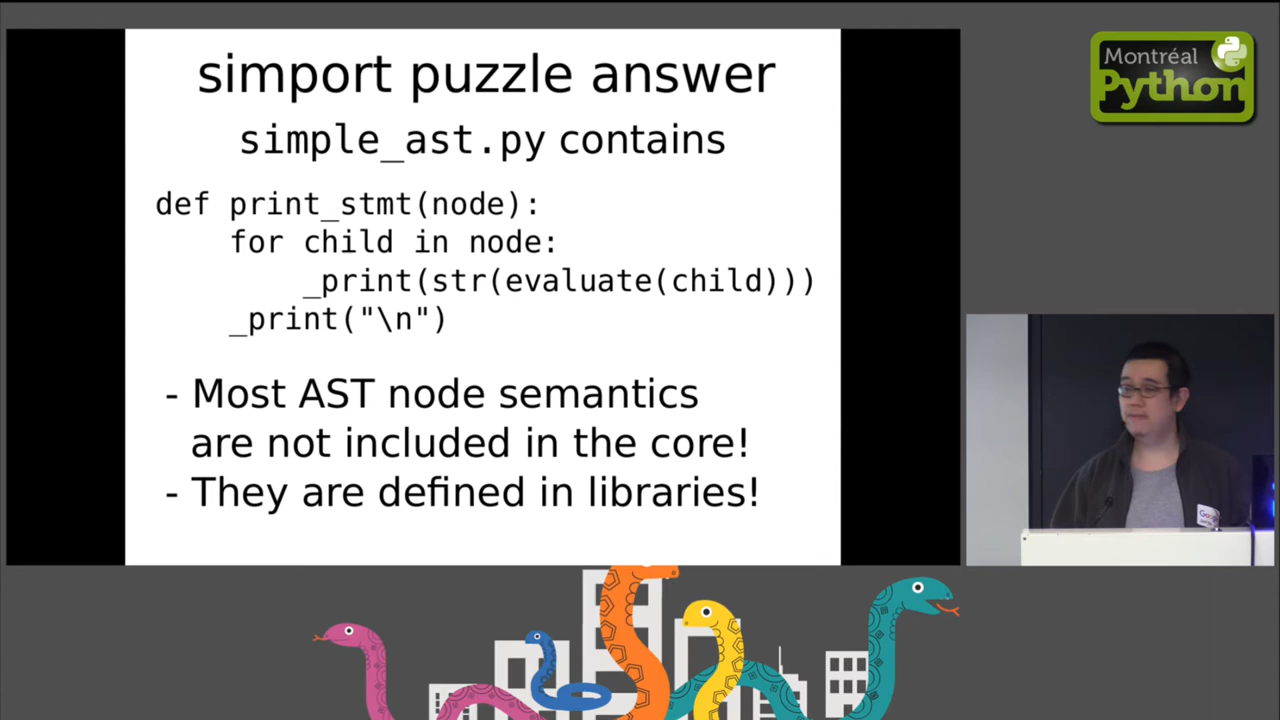 simport puzzle answer
simple_ast.py contains
def print_stmt(node):
    for child in node:
        _print(str(evaluate(child)))
    _print("\n")
- Most AST node semantics
are not included in the core!
- They are defined in libraries!
Montréal
Python